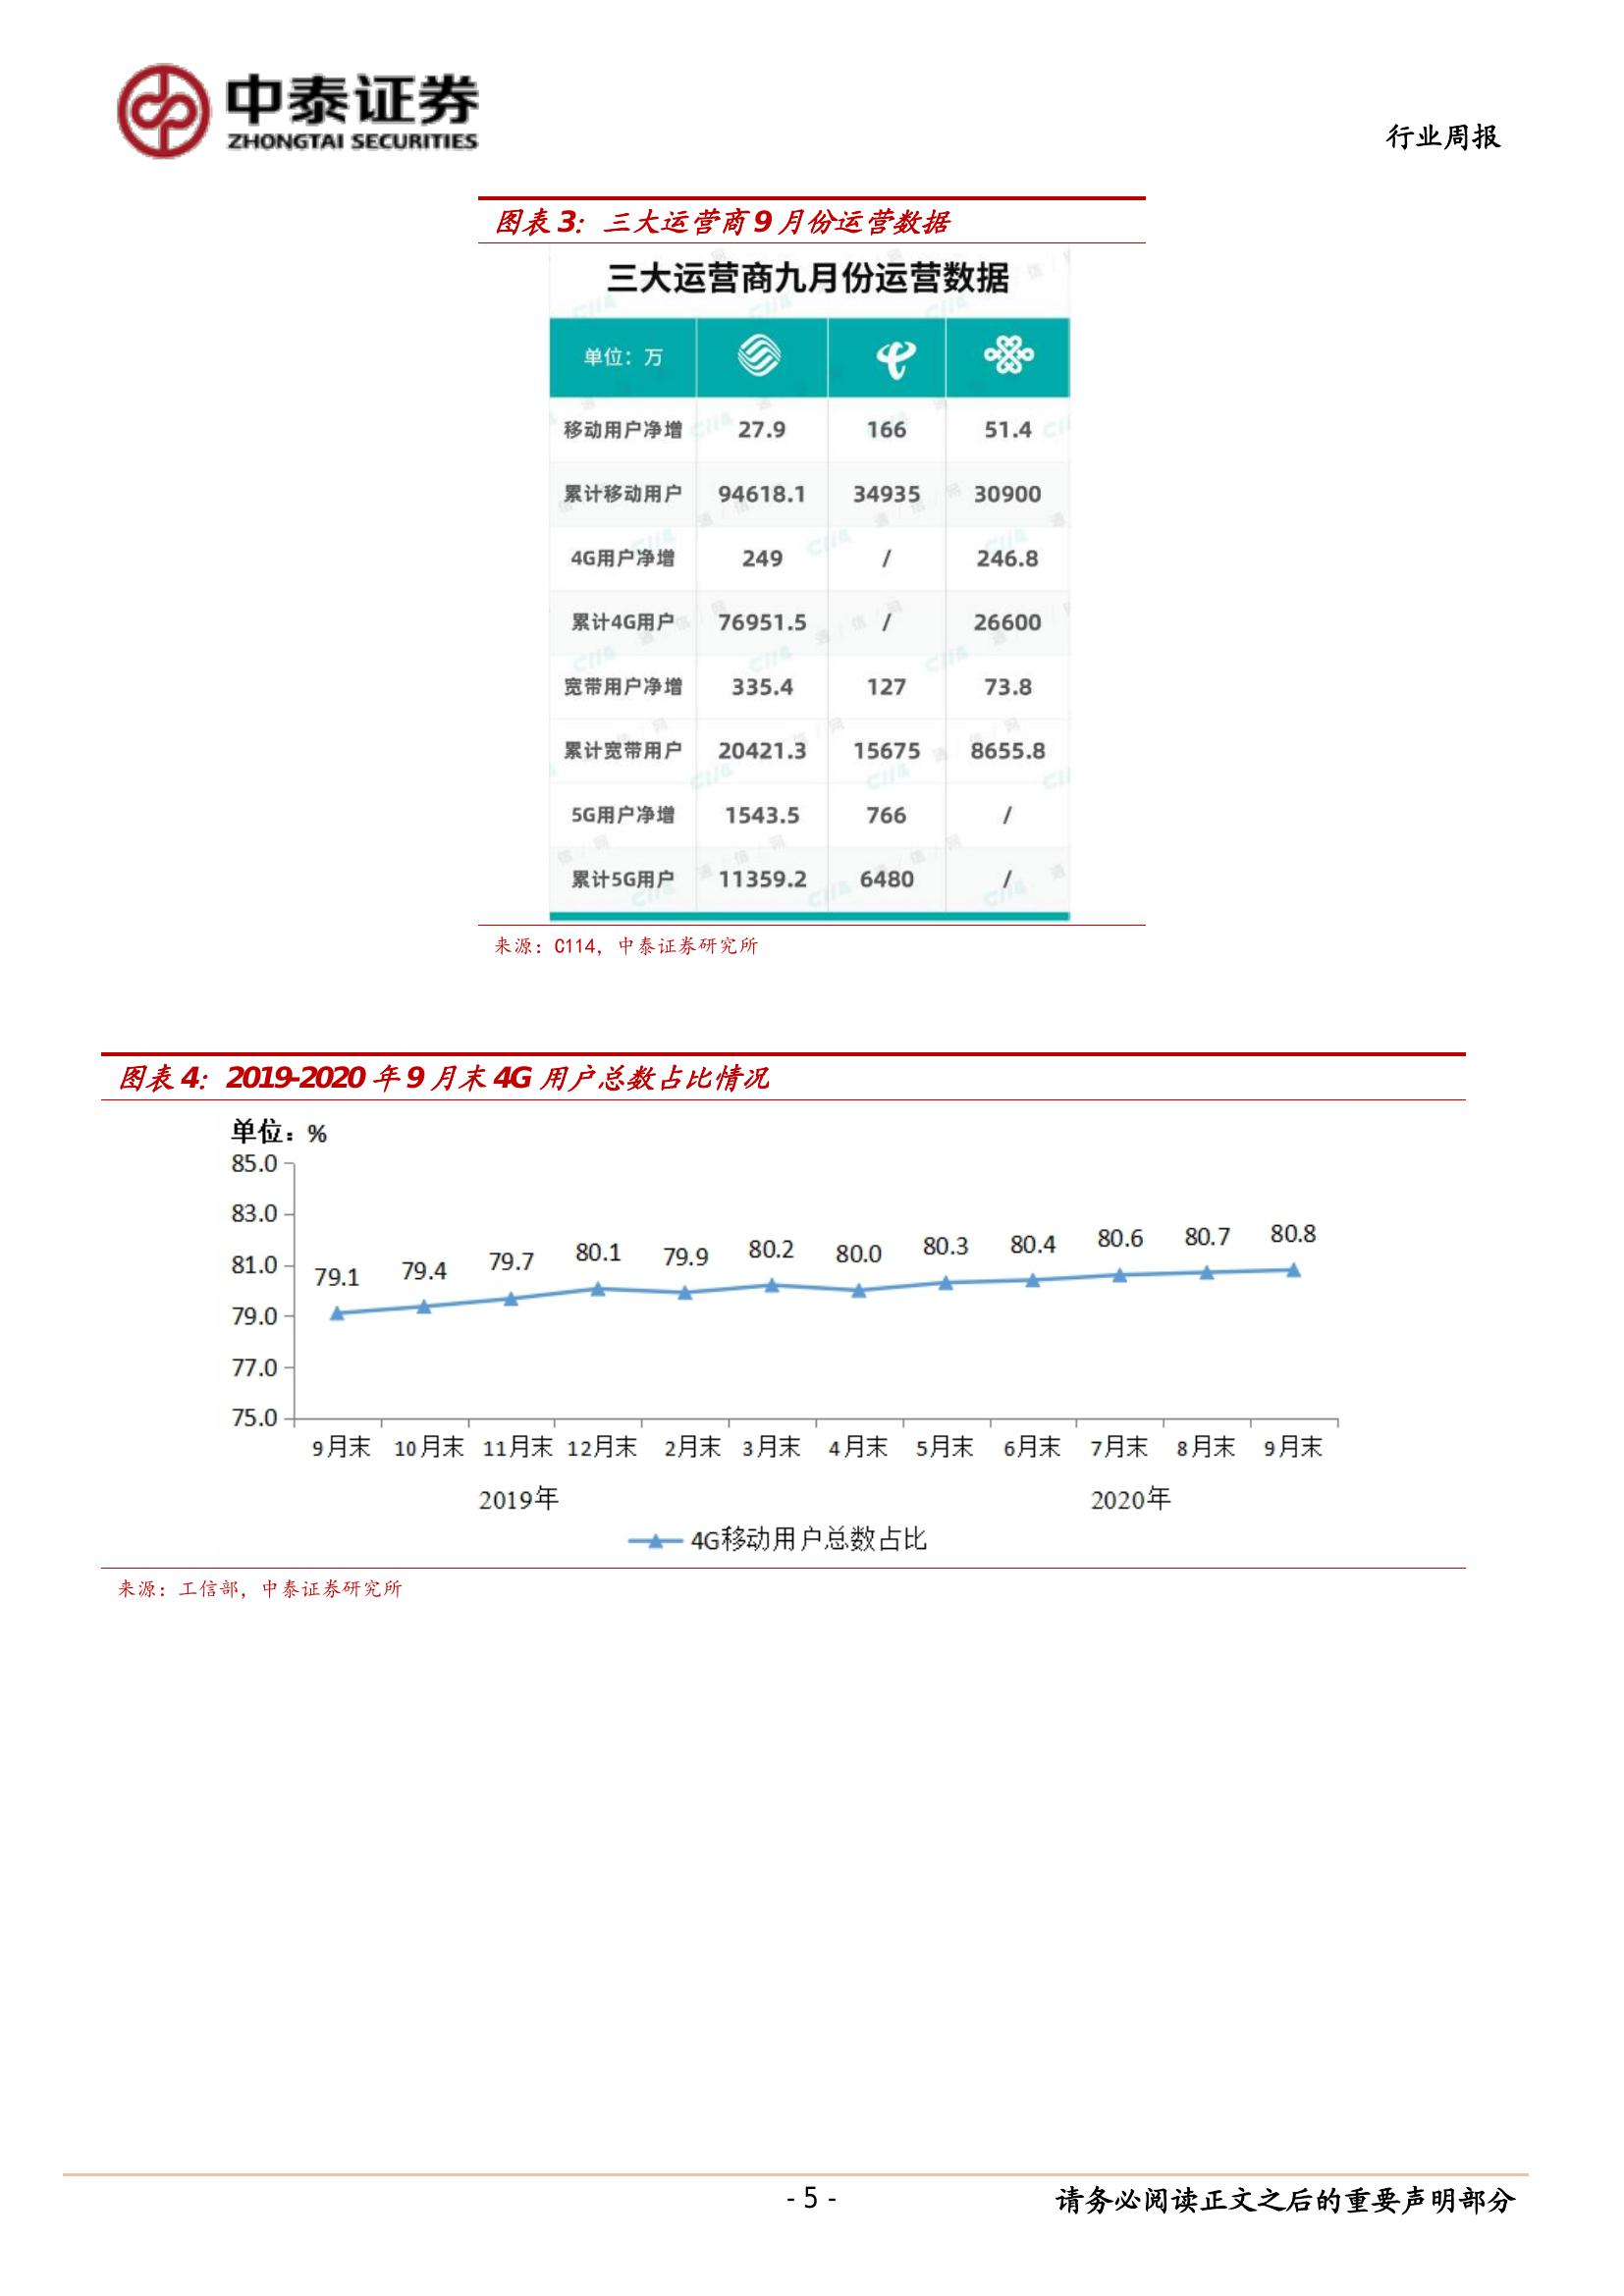 中泰证券
ZHONGTAI SECURITIES
行业周报
图表 3：三大运营商 9 月份运营数据
三大运营商九月份运营数据
单位：万
移动用户净增 27.9 166 51.4
累计移动用户 94618.1 34935 30900
4G用户净增 249 / 246.8
累计4G用户 76951.5 / 26600
宽带用户净增 335.4 127 73.8
累计宽带用户 20421.3 15675 8655.8
5G用户净增 1543.5 766 /
累计5G用户 11359.2 6480 /
来源：C114，中泰证券研究所
图表 4：2019-2020 年 9 月末 4G 用户总数占比情况
单位：%
85.0
83.0
81.0
79.0
77.0
75.0
79.1 79.4 79.7 80.1 79.9 80.2 80.0 80.3 80.4 80.6 80.7 80.8
9月末 10月末 11月末 12月末 2月末 3月末 4月末 5月末 6月末 7月末 8月末 9月末
2019年 2020年
4G移动用户总数占比
来源：工信部，中泰证券研究所
- 5 -
请务必阅读正文之后的重要声明部分